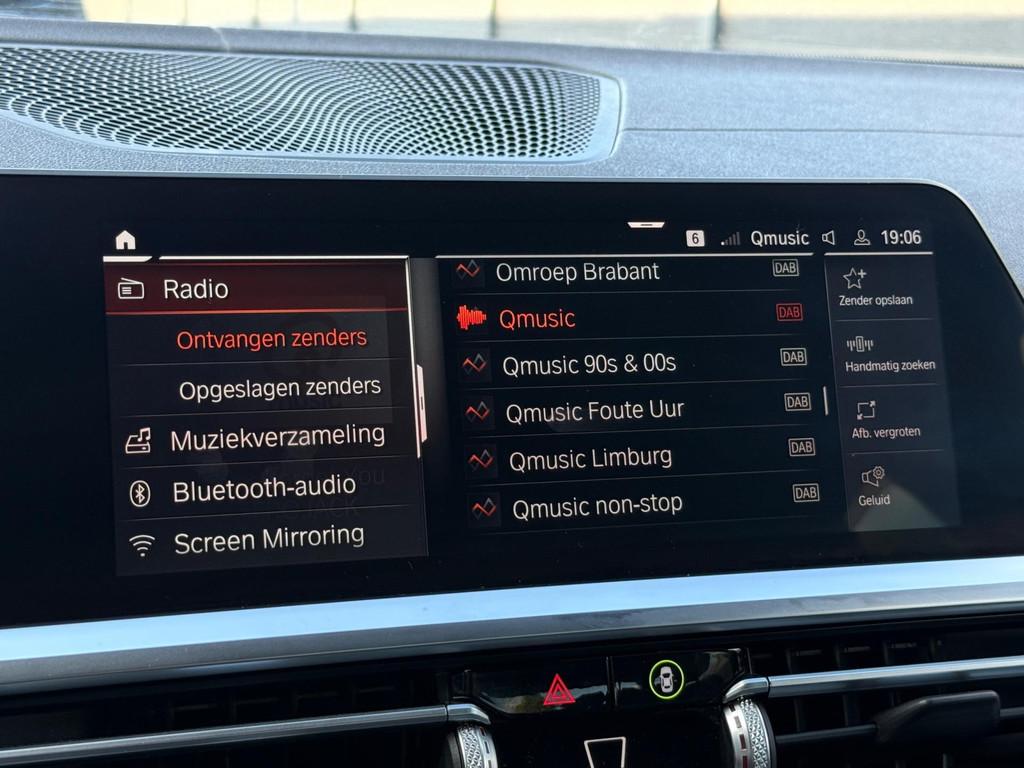 6 Qmusic 19:06
Radio
Ontvangen zenders
Opgeslagen zenders
Muziekverzameling
Bluetooth-audio
Screen Mirroring
Omroep Brabant DAB
Qmusic DAB
Qmusic 90s & 00s DAB
Qmusic Foute Uur DAB
Qmusic Limburg DAB
Qmusic non-stop DAB
Zender opslaan
Handmatig zoeken
Afb. vergroten
Geluid